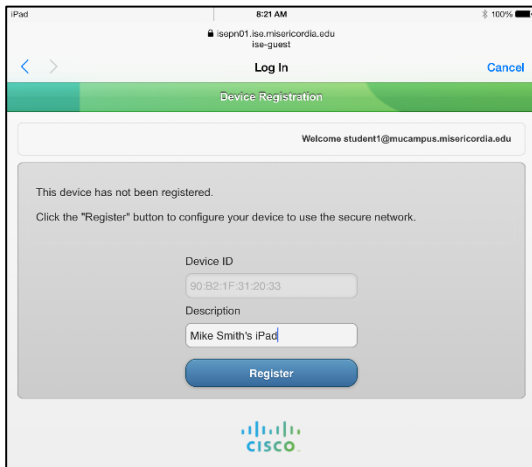 iPad 8:21 AM 100%
isepn01.ise.misericordia.edu
ise-guest
Log In Cancel
Device Registration
Welcome student1@mucampus.misericordia.edu
This device has not been registered.
Click the "Register" button to configure your device to use the secure network.
Device ID
90:B2:1F:31:20:33
Description
Mike Smith's iPad
Register
CISCO